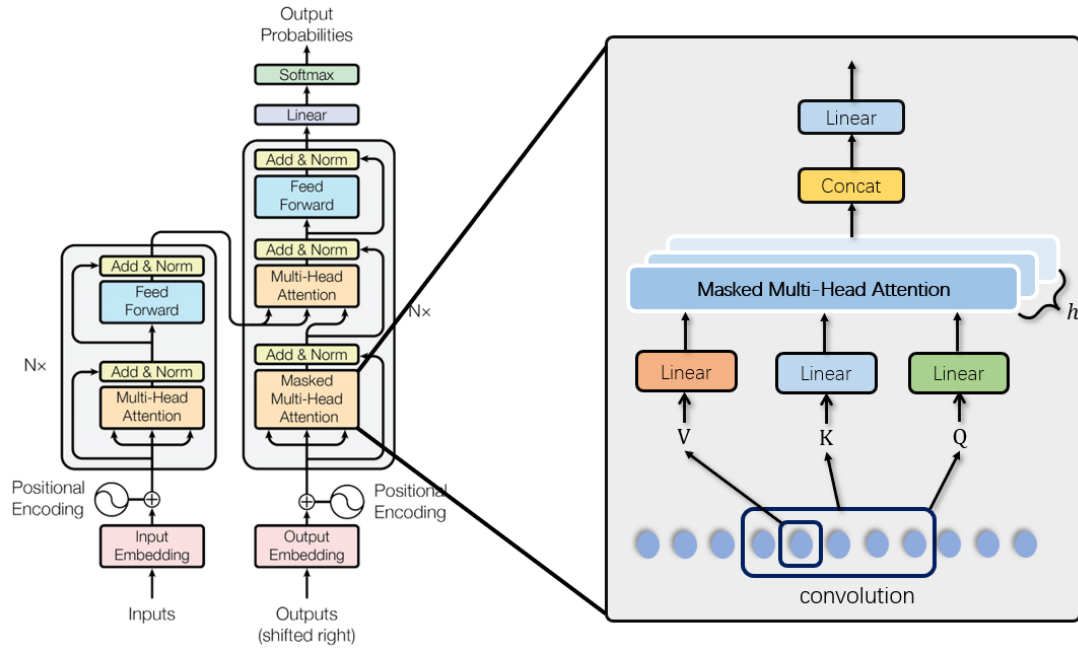 Output
Probabilities
Softmax
Linear
Add & Norm
Feed
Forward
Add & Norm
Multi-Head
Attention
N×
Add & Norm
Masked
Multi-Head
Attention
Positional
Encoding
Output
Embedding
Outputs
(shifted right)
Add & Norm
Feed
Forward
N×
Add & Norm
Multi-Head
Attention
Positional
Encoding
Input
Embedding
Inputs
Linear
Concat
Masked Multi-Head Attention
h
Linear
Linear
Linear
V
K
Q
convolution